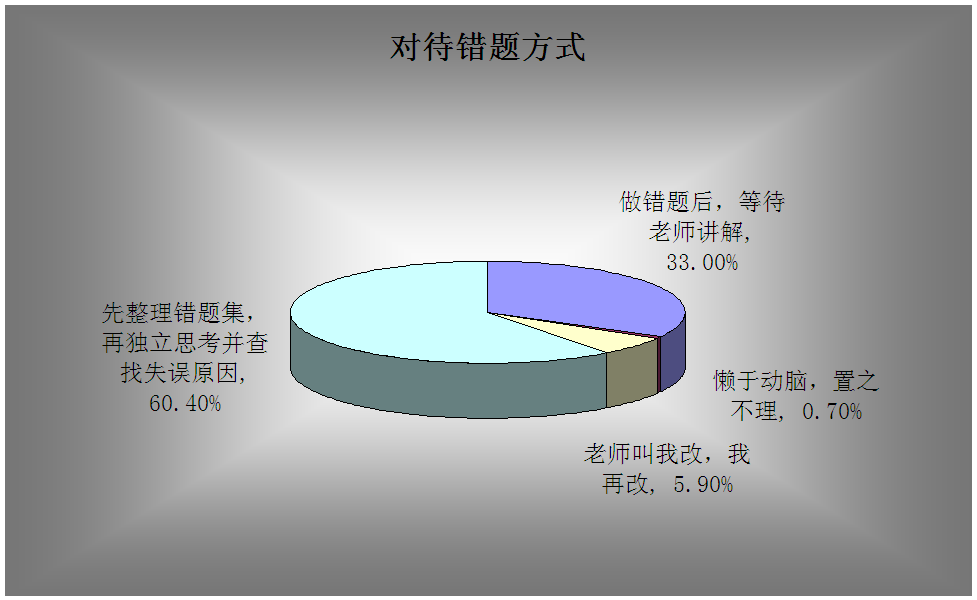 对待错题方式
做错题后，等待
老师讲解,
33.00%
先整理错题集，
再独立思考并查
找失误原因,
60.40%
懒于动脑，置之
不理, 0.70%
老师叫我改，我
再改, 5.90%